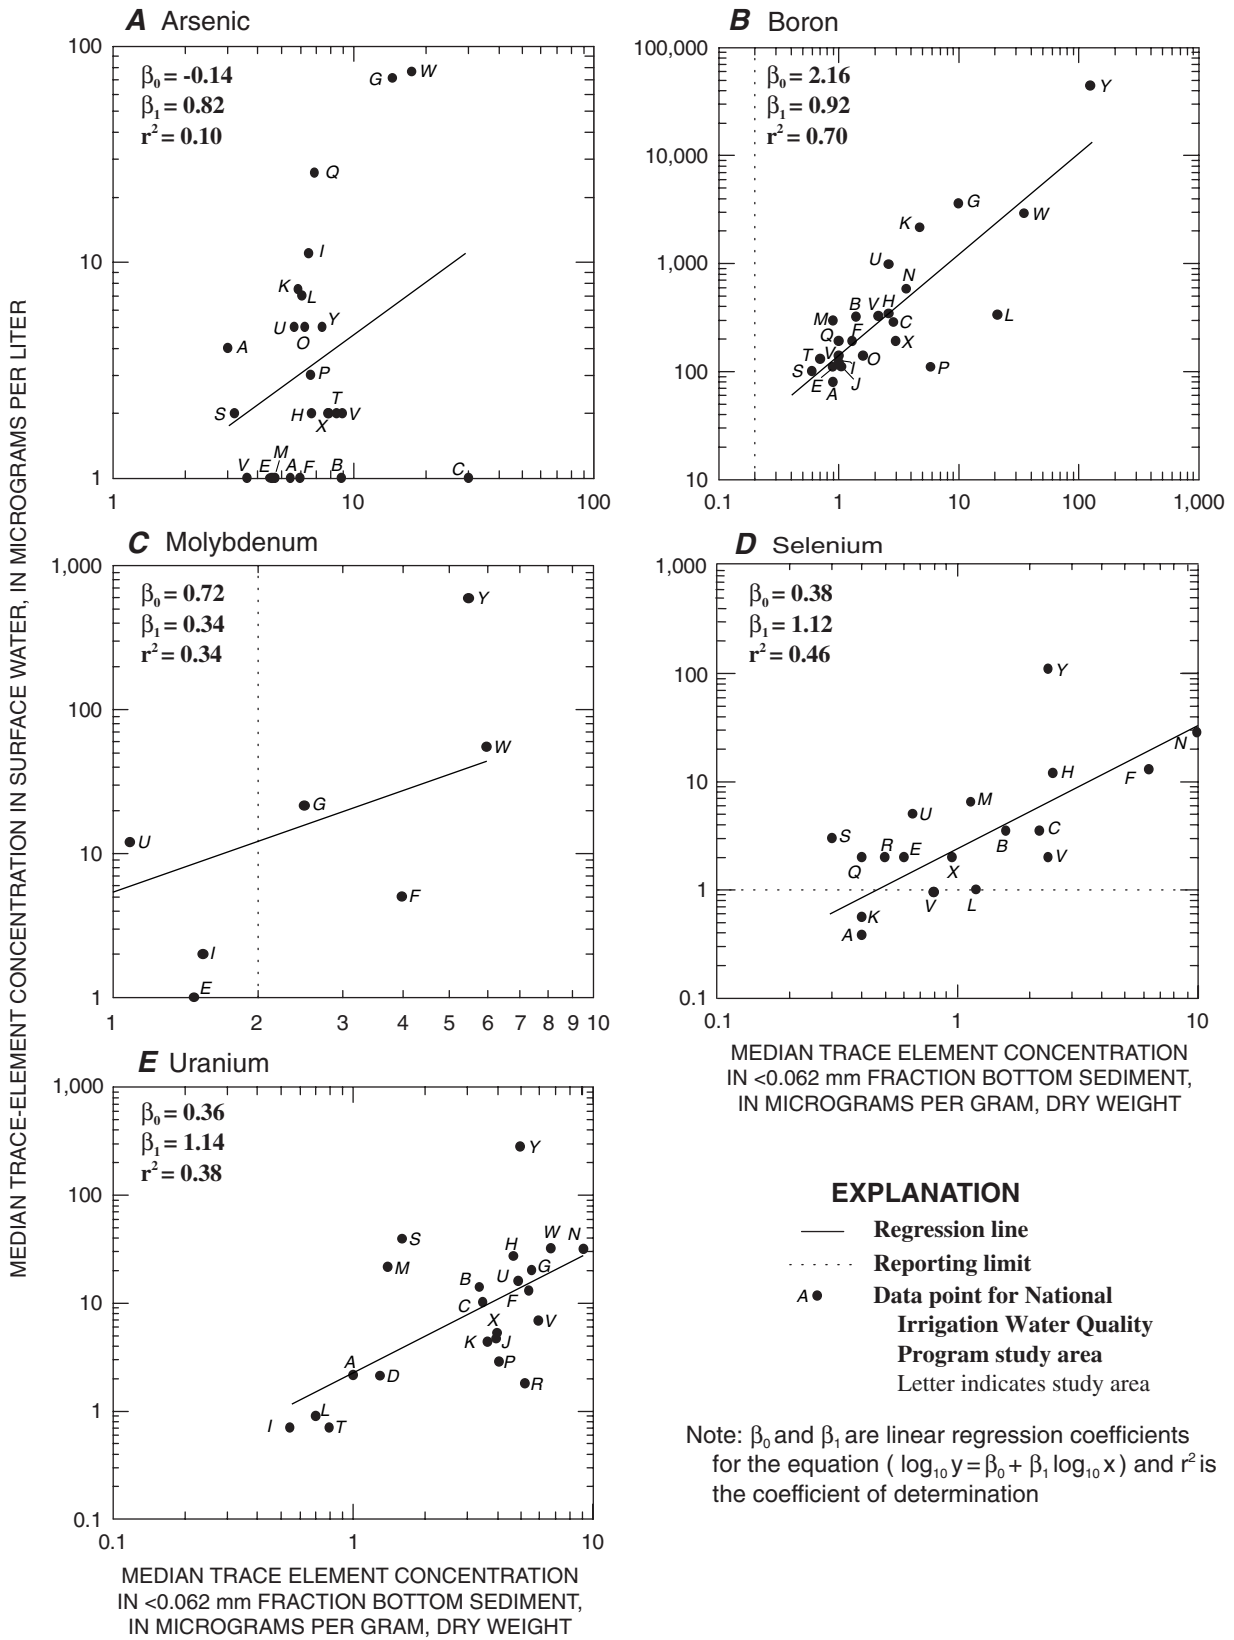 A Arsenic
100
10
1
1
10
100
β0 = -0.14
β1 = 0.82
r2 = 0.10
G
W
Q
I
K
L
U
O
Y
A
P
S
H
X
T
V
V
E
M
A
F
B
C
B Boron
100,000
10,000
1,000
100
10
0.1
1
10
100
1,000
β0 = 2.16
β1 = 0.92
r2 = 0.70
Y
G
W
K
U
N
L
M
B
V
H
C
Q
F
X
T
V
O
P
S
E
A
I
J
C Molybdenum
1,000
100
10
1
1
2
3
4
5
6
7
8
9
10
β0 = 0.72
β1 = 0.34
r2 = 0.34
Y
W
G
U
F
I
E
D Selenium
1,000
100
10
1
0.1
0.1
1
10
β0 = 0.38
β1 = 1.12
r2 = 0.46
Y
N
F
H
M
U
S
R
E
Q
X
B
C
V
V
L
K
A
MEDIAN TRACE ELEMENT CONCENTRATION
IN <0.062 mm FRACTION BOTTOM SEDIMENT,
IN MICROGRAMS PER GRAM, DRY WEIGHT
E Uranium
1,000
100
10
1
0.1
0.1
1
10
β0 = 0.36
β1 = 1.14
r2 = 0.38
Y
S
M
H
W
N
B
U
G
C
F
X
V
K
J
P
R
A
D
L
I
T
MEDIAN TRACE ELEMENT CONCENTRATION
IN <0.062 mm FRACTION BOTTOM SEDIMENT,
IN MICROGRAMS PER GRAM, DRY WEIGHT
MEDIAN TRACE-ELEMENT CONCENTRATION IN SURFACE WATER, IN MICROGRAMS PER LITER
EXPLANATION
Regression line
Reporting limit
A Data point for National
Irrigation Water Quality
Program study area
Letter indicates study area
Note: β0 and β1 are linear regression coefficients
for the equation ( log10 y = β0 + β1 log10 x ) and r2 is
the coefficient of determination